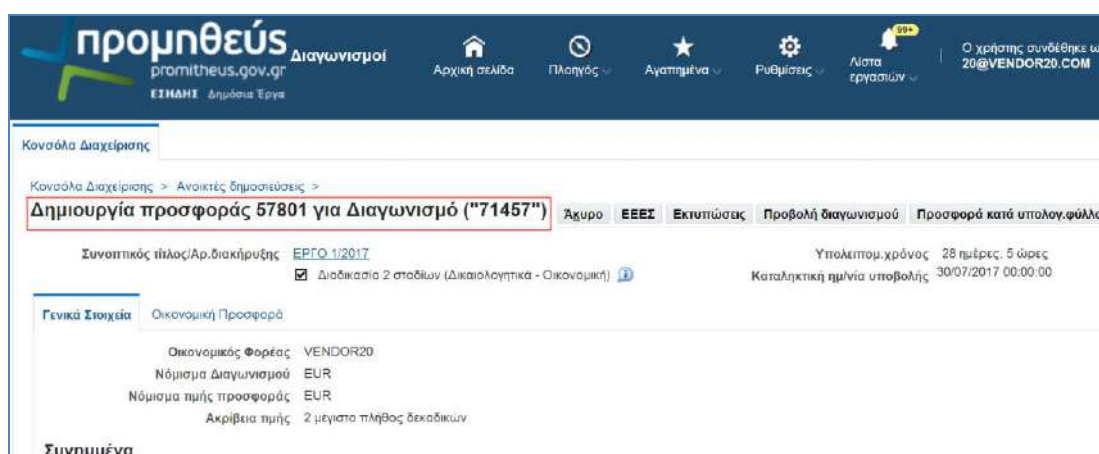 προμηθεύς
promitheus.gov.gr
ΕΣΗΔΗΣ Δημόσια Έργα
Διαγωνισμοί
Αρχική σελίδα
Πλοηγός
Αγαπημένα
Ρυθμίσεις
99+
Λίστα
εργασιών
Ο χρήστης συνδέθηκε ω
20@VENDOR20.COM
Κονσόλα Διαχείρισης
Κονσόλα Διαχείρισης > Ανοικτές δημοσιεύσεις >
Δημιουργία προσφοράς 57801 για Διαγωνισμό ("71457") Άκυρο ΕΕΕΣ Εκτυπώσεις Προβολή διαγωνισμού Προσφορά κατά υπολογ.φύλλο
Συνοπτικός τίτλος/Αρ.διακήρυξης ΕΡΓΟ 1/2017
Υπολειπομ.χρόνος 28 ημέρες, 5 ώρες
Διαδικασία 2 σταδίων (Δικαιολογητικά - Οικονομική)
Καταληκτική ημ/νία υποβολής 30/07/2017 00:00:00
Γενικά Στοιχεία Οικονομική Προσφορά
Οικονομικός Φορέας VENDOR20
Νόμισμα Διαγωνισμού EUR
Νόμισμα τιμής προσφοράς EUR
Ακρίβεια τιμής 2 μέγιστο πλήθος δεκαδικών
Συνημμένα